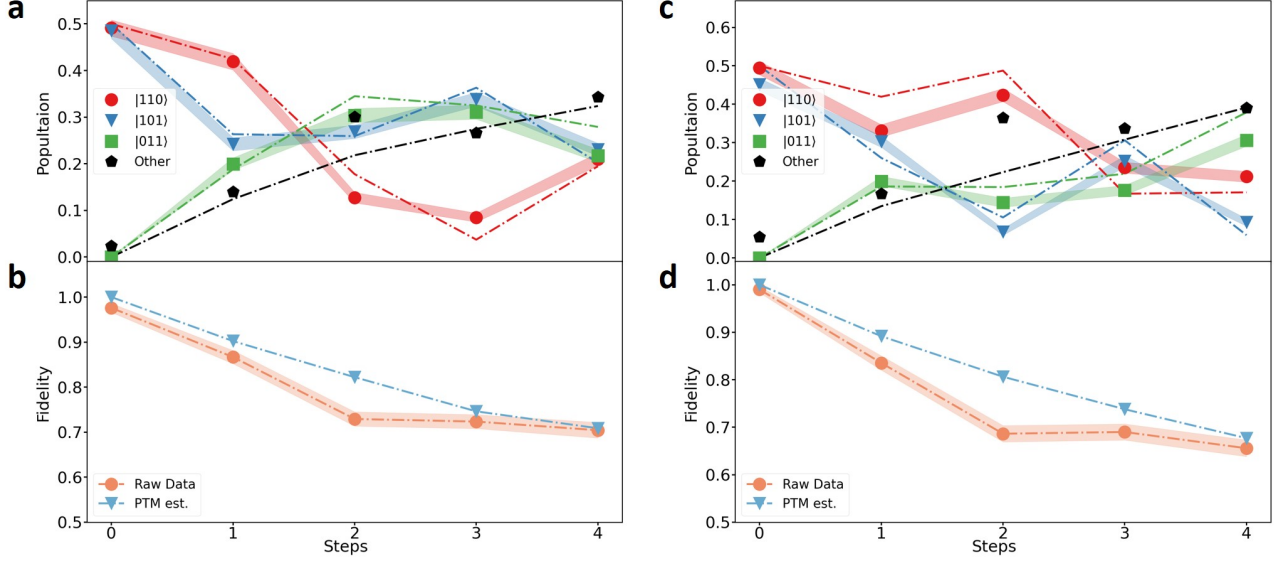 a
0.5
0.4
0.3
0.2
0.1
0.0
Popultaion
|110⟩
|101⟩
|011⟩
Other
b
1.0
0.9
0.8
0.7
0.6
0.5
Fidelity
Raw Data
PTM est.
0 1 2 3 4
Steps
c
0.6
0.5
0.4
0.3
0.2
0.1
0.0
Popultaion
|110⟩
|101⟩
|011⟩
Other
d
1.0
0.9
0.8
0.7
0.6
0.5
Fidelity
Raw Data
PTM est.
0 1 2 3 4
Steps